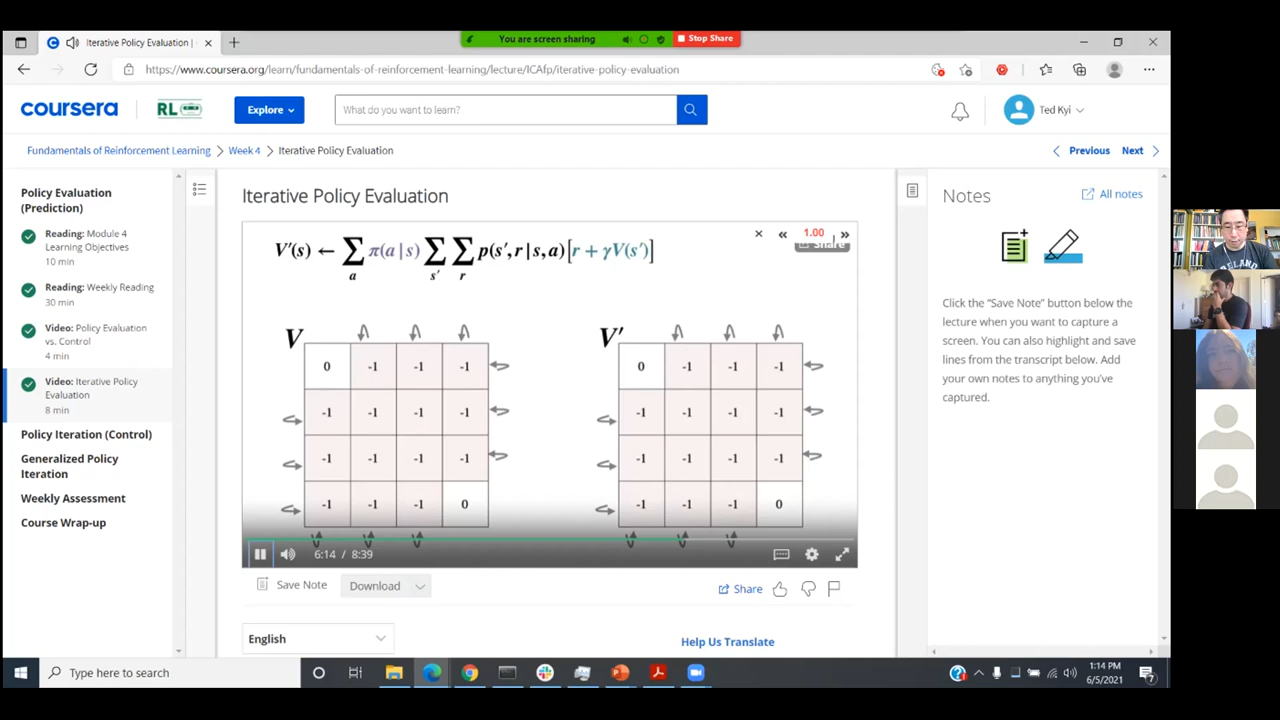 Iterative Policy Evaluation |
You are screen sharing
Stop Share
https://www.coursera.org/learn/fundamentals-of-reinforcement-learning/lecture/ICAfp/iterative-policy-evaluation
coursera
RL
Explore
What do you want to learn?
Ted Kyi
Fundamentals of Reinforcement Learning
Week 4
Iterative Policy Evaluation
Previous
Next
Policy Evaluation
(Prediction)
Reading: Module 4
Learning Objectives
10 min
Reading: Weekly Reading
30 min
Video: Policy Evaluation
vs. Control
4 min
Video: Iterative Policy
Evaluation
8 min
Policy Iteration (Control)
Generalized Policy
Iteration
Weekly Assessment
Course Wrap-up
Iterative Policy Evaluation
V'(s) ← ∑ π(a|s) ∑ ∑ p(s', r | s, a)[r + γV(s')]
a s' r
1.00
Share
V
0 -1 -1 -1
-1 -1 -1 -1
-1 -1 -1 -1
-1 -1 -1 0
V'
0 -1 -1 -1
-1 -1 -1 -1
-1 -1 -1 -1
-1 -1 -1 0
6:14 / 8:39
Save Note
Download
Share
English
Help Us Translate
Notes
All notes
Click the “Save Note” button below the
lecture when you want to capture a
screen. You can also highlight and save
lines from the transcript below. Add
your own notes to anything you’ve
captured.
Type here to search
1:14 PM
6/5/2021
7